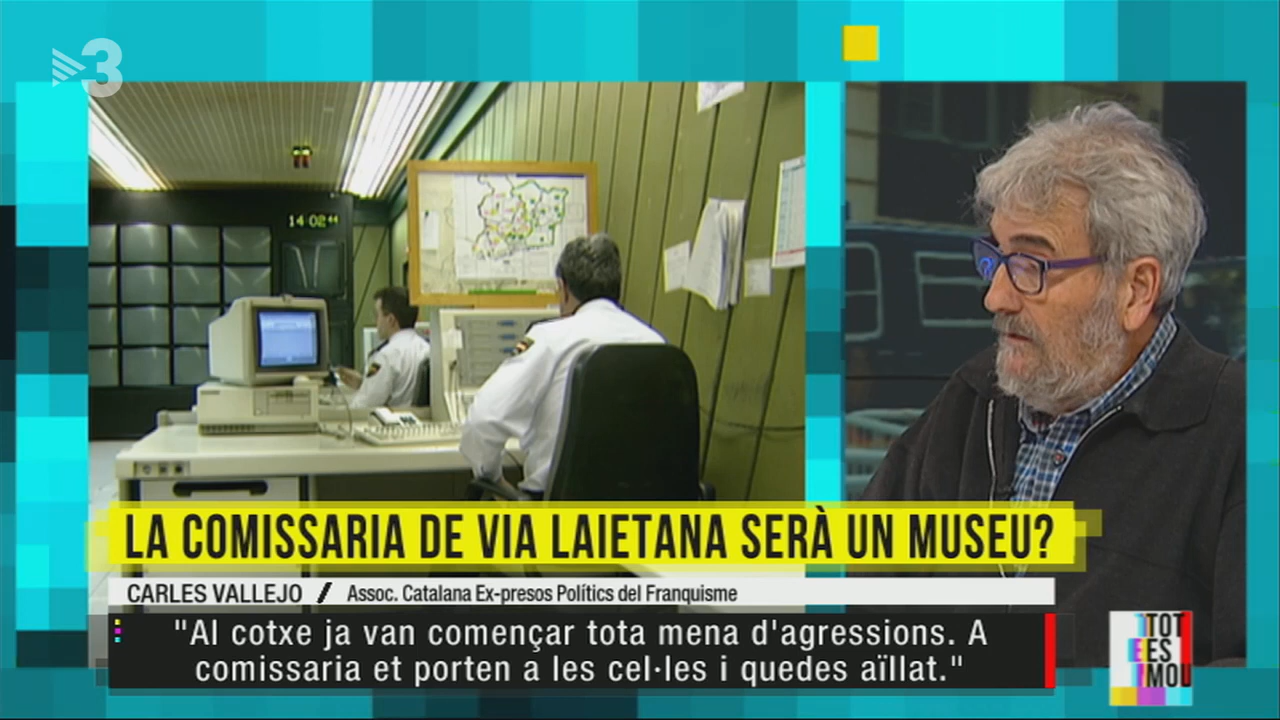 3
14 02 44
LA COMISSARIA DE VIA LAIETANA SERÀ UN MUSEU?
CARLES VALLEJO / Assoc. Catalana Ex-presos Polítics del Franquisme
"Al cotxe ja van començar tota mena d'agressions. A
comissaria et porten a les cel·les i quedes aïllat."
TOT
ES
MOU